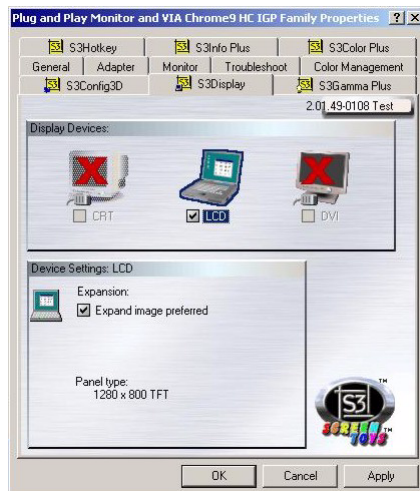 Plug and Play Monitor and VIA Chrome9 HC IGP Family Properties
S3Hotkey S3Info Plus S3Color Plus
General Adapter Monitor Troubleshoot Color Management
S3Config3D S3Display S3Gamma Plus
2.01.49-0108 Test
Display Devices:
CRT LCD DVI
Device Settings: LCD
Expansion:
Expand image preferred
Panel type:
1280 x 800 TFT
S3
SCREEN TOYS
TM
OK Cancel Apply